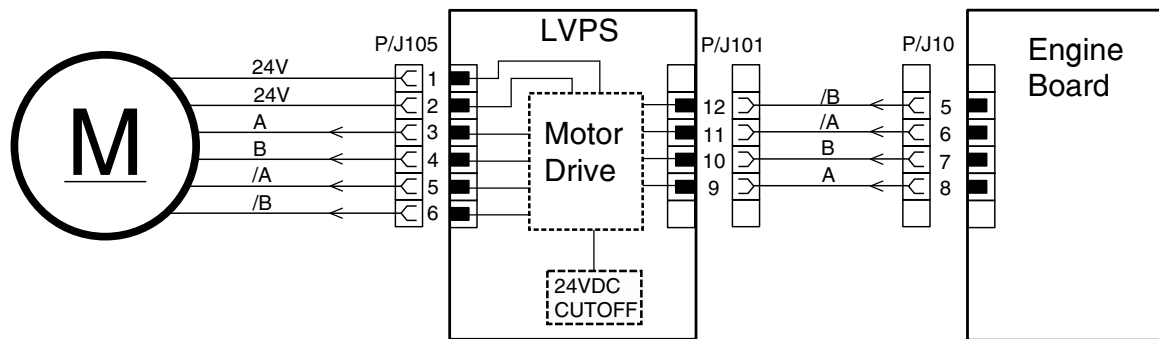 LVPS
P/J105
P/J101
P/J10
Engine
Board
24V
1
24V
2
12
/B
5
M
A
3
Motor
Drive
11
/A
6
B
4
10
B
7
/A
5
9
A
8
/B
6
24VDC
CUTOFF